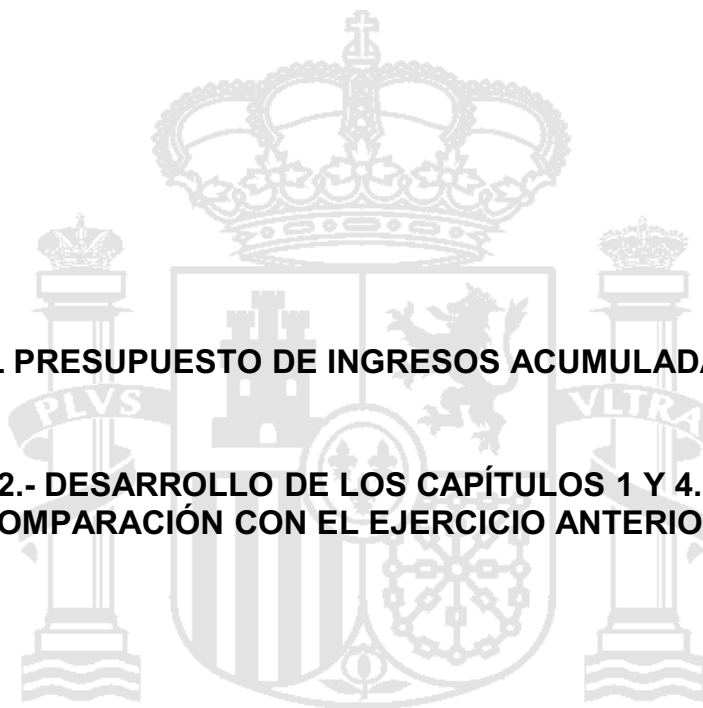 L PRESUPUESTO DE INGRESOS ACUMULADA
PLVS
VLTRA
2.- DESARROLLO DE LOS CAPÍTULOS 1 Y 4.
OMPARACIÓN CON EL EJERCICIO ANTERIO